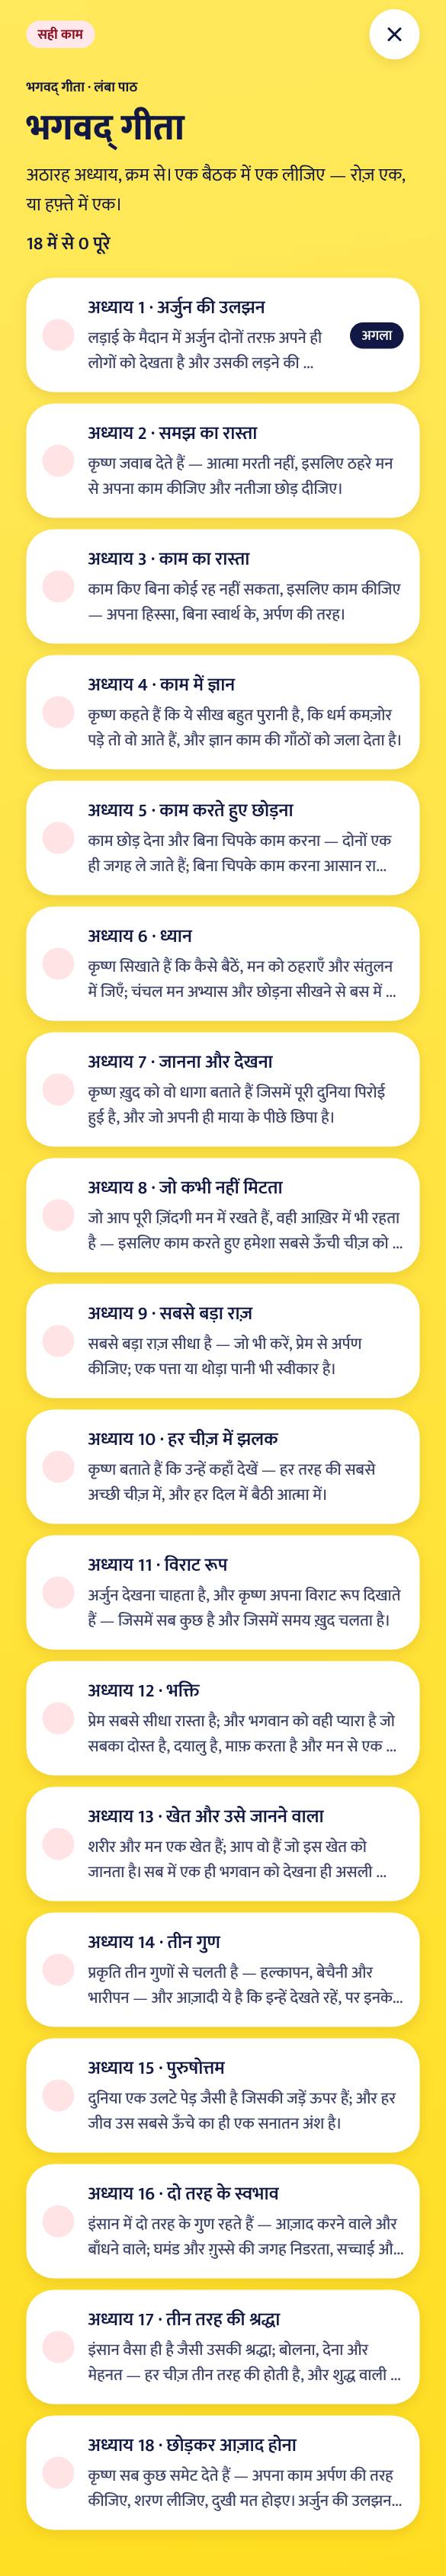 सही काम
भगवद् गीता · लंबा पाठ
भगवद् गीता
अठारह अध्याय, क्रम से। एक बैठक में एक लीजिए — रोज़ एक,
या हफ़्ते में एक।
18 में से 0 पूरे
अध्याय 1 · अर्जुन की उलझन
लड़ाई के मैदान में अर्जुन दोनों तरफ़ अपने ही
लोगों को देखता है और उसकी लड़ने की ...
अगला
अध्याय 2 · समझ का रास्ता
कृष्ण जवाब देते हैं — आत्मा मरती नहीं, इसलिए ठहरे मन
से अपना काम कीजिए और नतीजा छोड़ दीजिए।
अध्याय 3 · काम का रास्ता
काम किए बिना कोई रह नहीं सकता, इसलिए काम कीजिए
— अपना हिस्सा, बिना स्वार्थ के, अर्पण की तरह।
अध्याय 4 · काम में ज्ञान
कृष्ण कहते हैं कि ये सीख बहुत पुरानी है, कि धर्म कमज़ोर
पड़े तो वो आते हैं, और ज्ञान काम की गाँठों को जला देता है।
अध्याय 5 · काम करते हुए छोड़ना
काम छोड़ देना और बिना चिपके काम करना — दोनों एक
ही जगह ले जाते हैं; बिना चिपके काम करना आसान रा...
अध्याय 6 · ध्यान
कृष्ण सिखाते हैं कि कैसे बैठें, मन को ठहराएँ और संतुलन
में जिएँ; चंचल मन अभ्यास और छोड़ना सीखने से बस में ...
अध्याय 7 · जानना और देखना
कृष्ण ख़ुद को वो धागा बताते हैं जिसमें पूरी दुनिया पिरोई
हुई है, और जो अपनी ही माया के पीछे छिपा है।
अध्याय 8 · जो कभी नहीं मिटता
जो आप पूरी ज़िंदगी मन में रखते हैं, वही आख़िर में भी रहता
है — इसलिए काम करते हुए हमेशा सबसे ऊँची चीज़ को ...
अध्याय 9 · सबसे बड़ा राज़
सबसे बड़ा राज़ सीधा है — जो भी करें, प्रेम से अर्पण
कीजिए; एक पत्ता या थोड़ा पानी भी स्वीकार है।
अध्याय 10 · हर चीज़ में झलक
कृष्ण बताते हैं कि उन्हें कहाँ देखें — हर तरह की सबसे
अच्छी चीज़ में, और हर दिल में बैठी आत्मा में।
अध्याय 11 · विराट रूप
अर्जुन देखना चाहता है, और कृष्ण अपना विराट रूप दिखाते
हैं — जिसमें सब कुछ है और जिसमें समय ख़ुद चलता है।
अध्याय 12 · भक्ति
प्रेम सबसे सीधा रास्ता है; और भगवान को वही प्यारा है जो
सबका दोस्त है, दयालु है, माफ़ करता है और मन से एक ...
अध्याय 13 · खेत और उसे जानने वाला
शरीर और मन एक खेत हैं; आप वो हैं जो इस खेत को
जानता है। सब में एक ही भगवान को देखना ही असली ...
अध्याय 14 · तीन गुण
प्रकृति तीन गुणों से चलती है — हल्कापन, बेचैनी और
भारीपन — और आज़ादी ये है कि इन्हें देखते रहें, पर इनके...
अध्याय 15 · पुरुषोत्तम
दुनिया एक उलटे पेड़ जैसी है जिसकी जड़ें ऊपर हैं; और हर
जीव उस सबसे ऊँचे का ही एक सनातन अंश है।
अध्याय 16 · दो तरह के स्वभाव
इंसान में दो तरह के गुण रहते हैं — आज़ाद करने वाले और
बाँधने वाले; घमंड और ग़ुस्से की जगह निडरता, सच्चाई औ...
अध्याय 17 · तीन तरह की श्रद्धा
इंसान वैसा ही है जैसी उसकी श्रद्धा; बोलना, देना और
मेहनत — हर चीज़ तीन तरह की होती है, और शुद्ध वाली ...
अध्याय 18 · छोड़कर आज़ाद होना
कृष्ण सब कुछ समेट देते हैं — अपना काम अर्पण की तरह
कीजिए, शरण लीजिए, दुखी मत होइए। अर्जुन की उलझन...